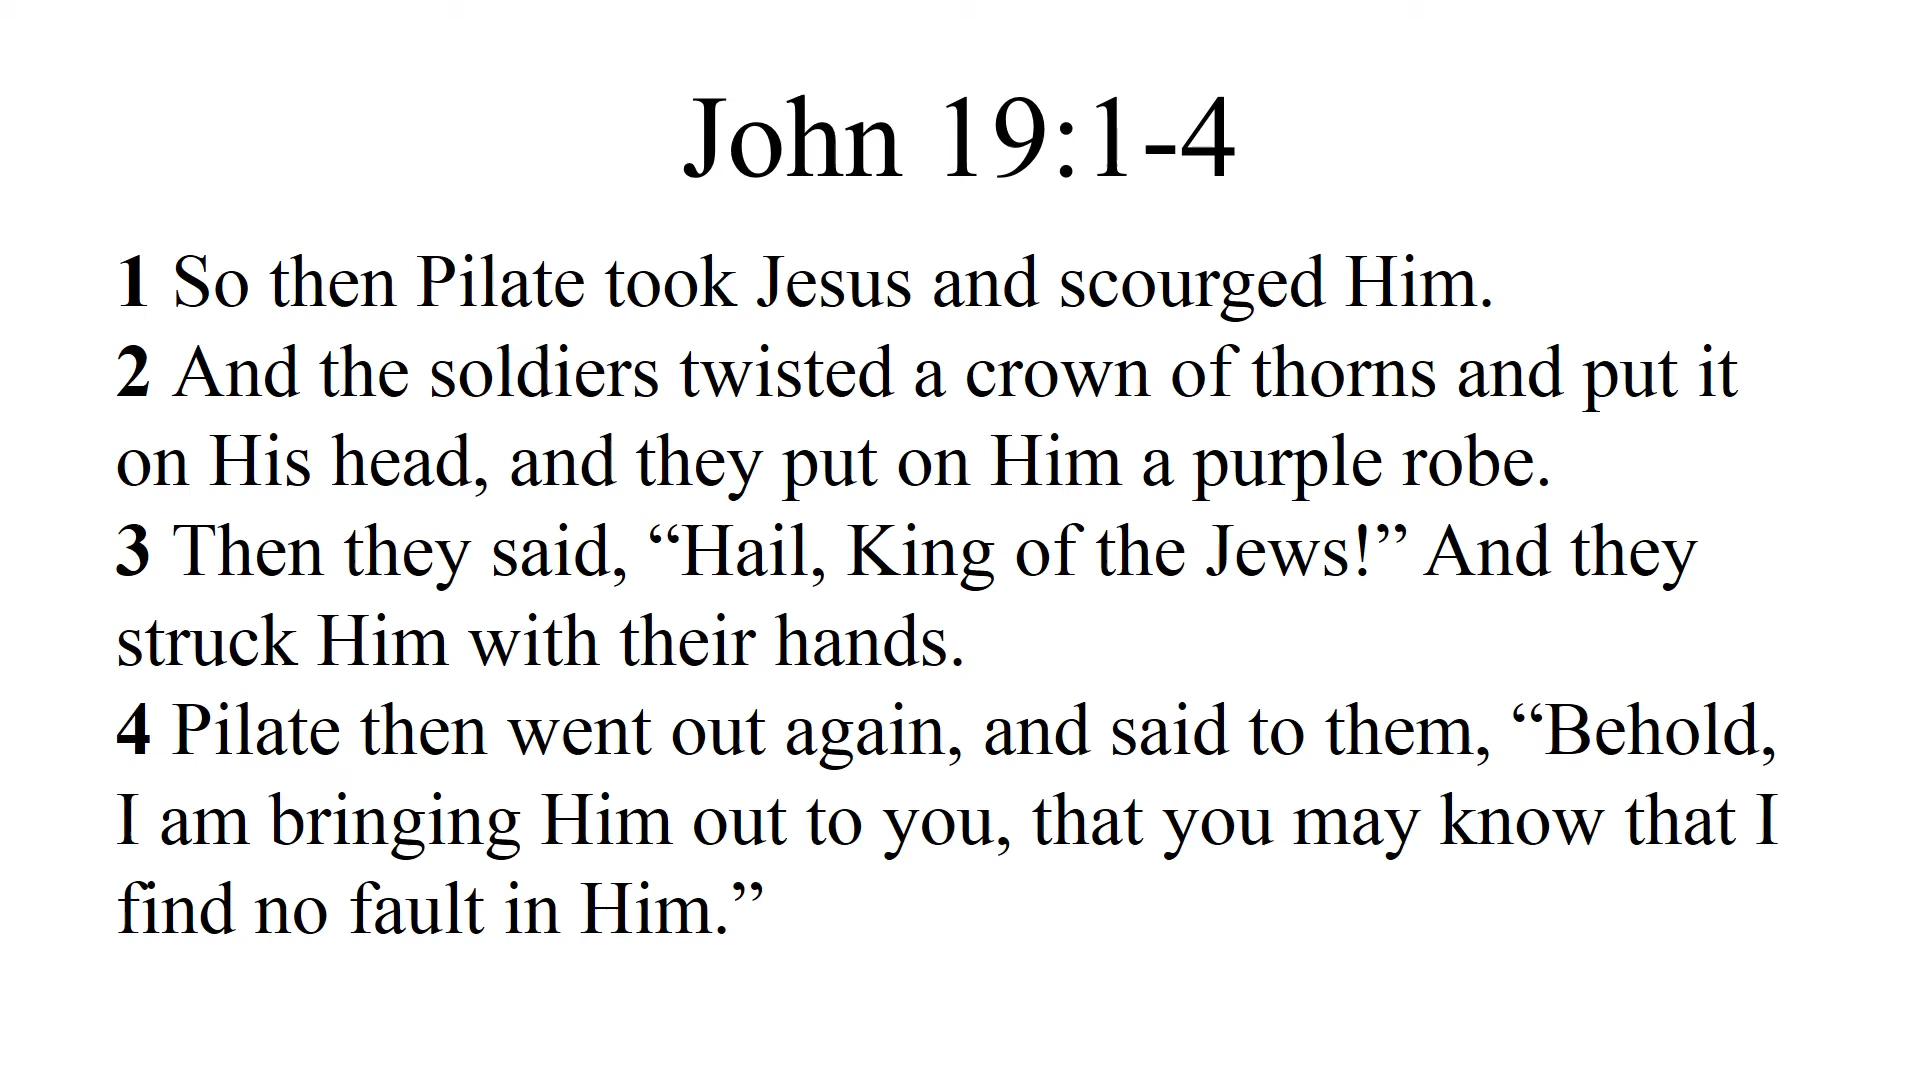 John 19:1-4
1 So then Pilate took Jesus and scourged Him.
2 And the soldiers twisted a crown of thorns and put it
on His head, and they put on Him a purple robe.
3 Then they said, “Hail, King of the Jews!” And they
struck Him with their hands.
4 Pilate then went out again, and said to them, “Behold,
I am bringing Him out to you, that you may know that I
find no fault in Him.”